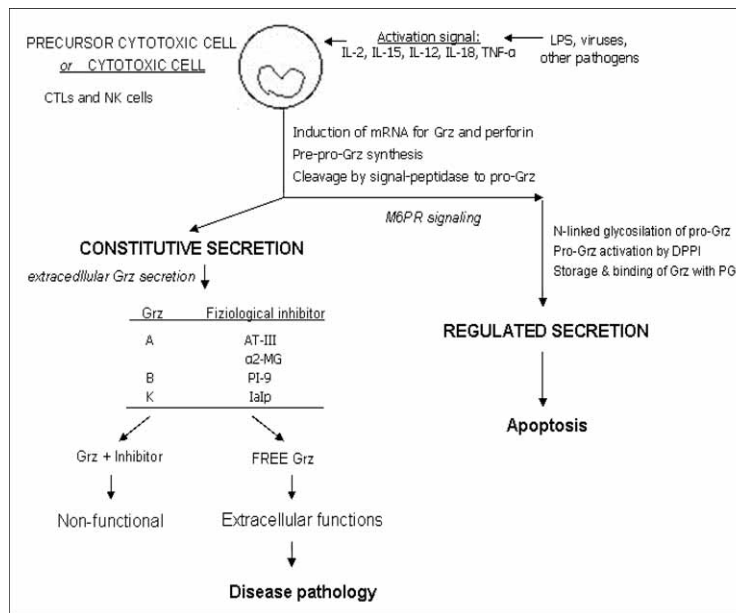 PRECURSOR CYTOTOXIC CELL
or CYTOTOXIC CELL
CTLs and NK cells
Activation signal:
IL-2, IL-15, IL-12, IL-18, TNF-α
LPS, viruses,
other pathogens
Induction of mRNA for Grz and perforin
Pre-pro-Grz synthesis
Cleavage by signal-peptidase to pro-Grz
M6PR signaling
CONSTITUTIVE SECRETION
extracedllular Grz secretion
N-linked glycosilation of pro-Grz
Pro-Grz activation by DPPI
Storage & binding of Grz with PG
Grz Fiziological inhibitor
A AT-III
α2-MG
B PI-9
K IaIp
REGULATED SECRETION
Apoptosis
Grz + Inhibitor
FREE Grz
Non-functional
Extracellular functions
Disease pathology